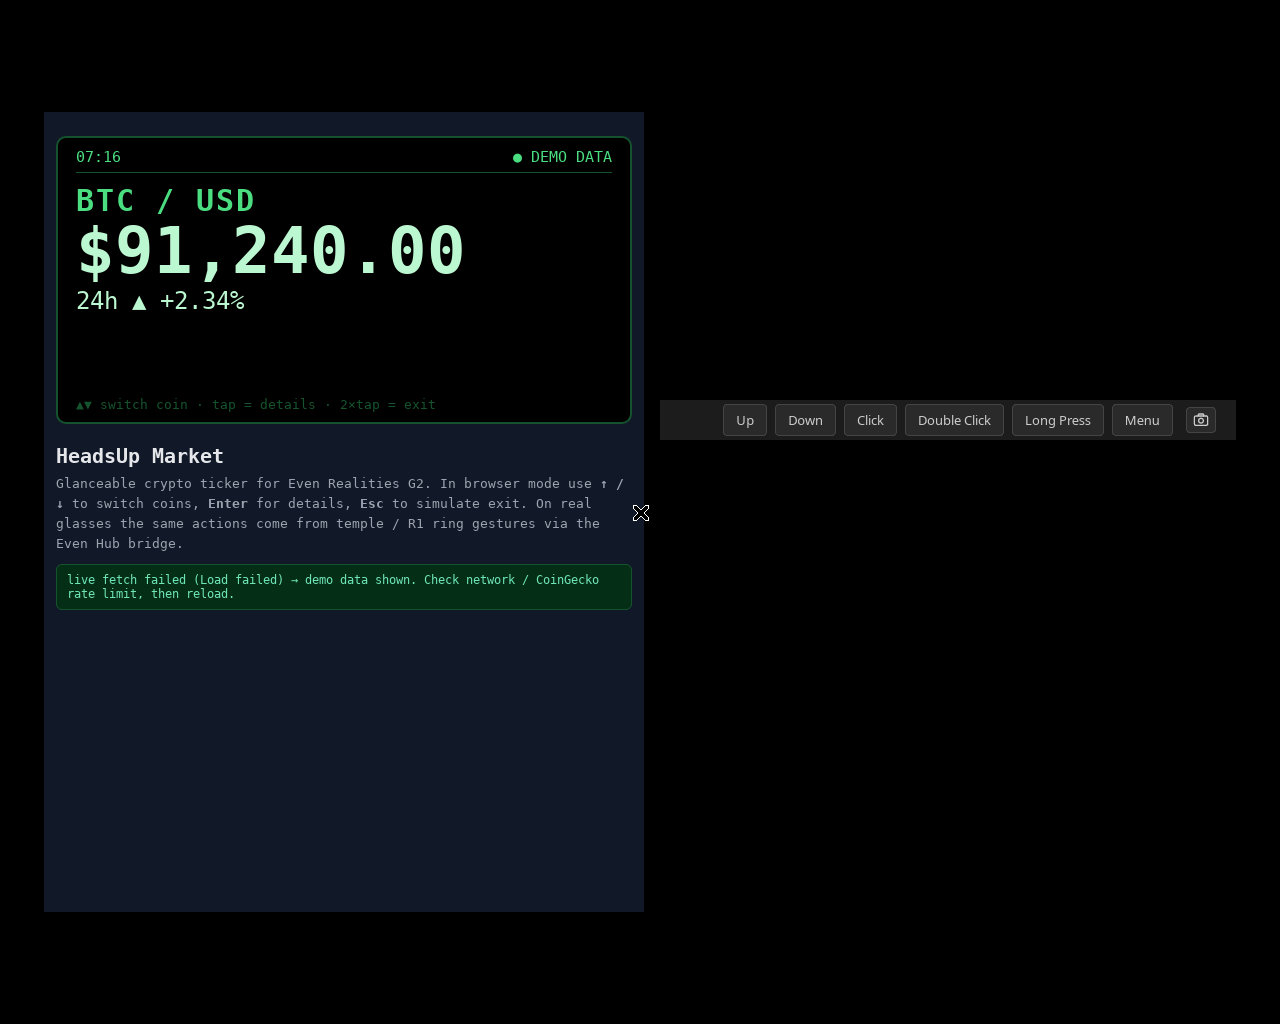 07:16
● DEMO DATA
BTC / USD
$91,240.00
24h ▲ +2.34%
▲▼ switch coin · tap = details · 2×tap = exit
HeadsUp Market
Glanceable crypto ticker for Even Realities G2. In browser mode use ↑ /
↓ to switch coins, Enter for details, Esc to simulate exit. On real
glasses the same actions come from temple / R1 ring gestures via the
Even Hub bridge.
live fetch failed (Load failed) → demo data shown. Check network / CoinGecko
rate limit, then reload.
Up
Down
Click
Double Click
Long Press
Menu